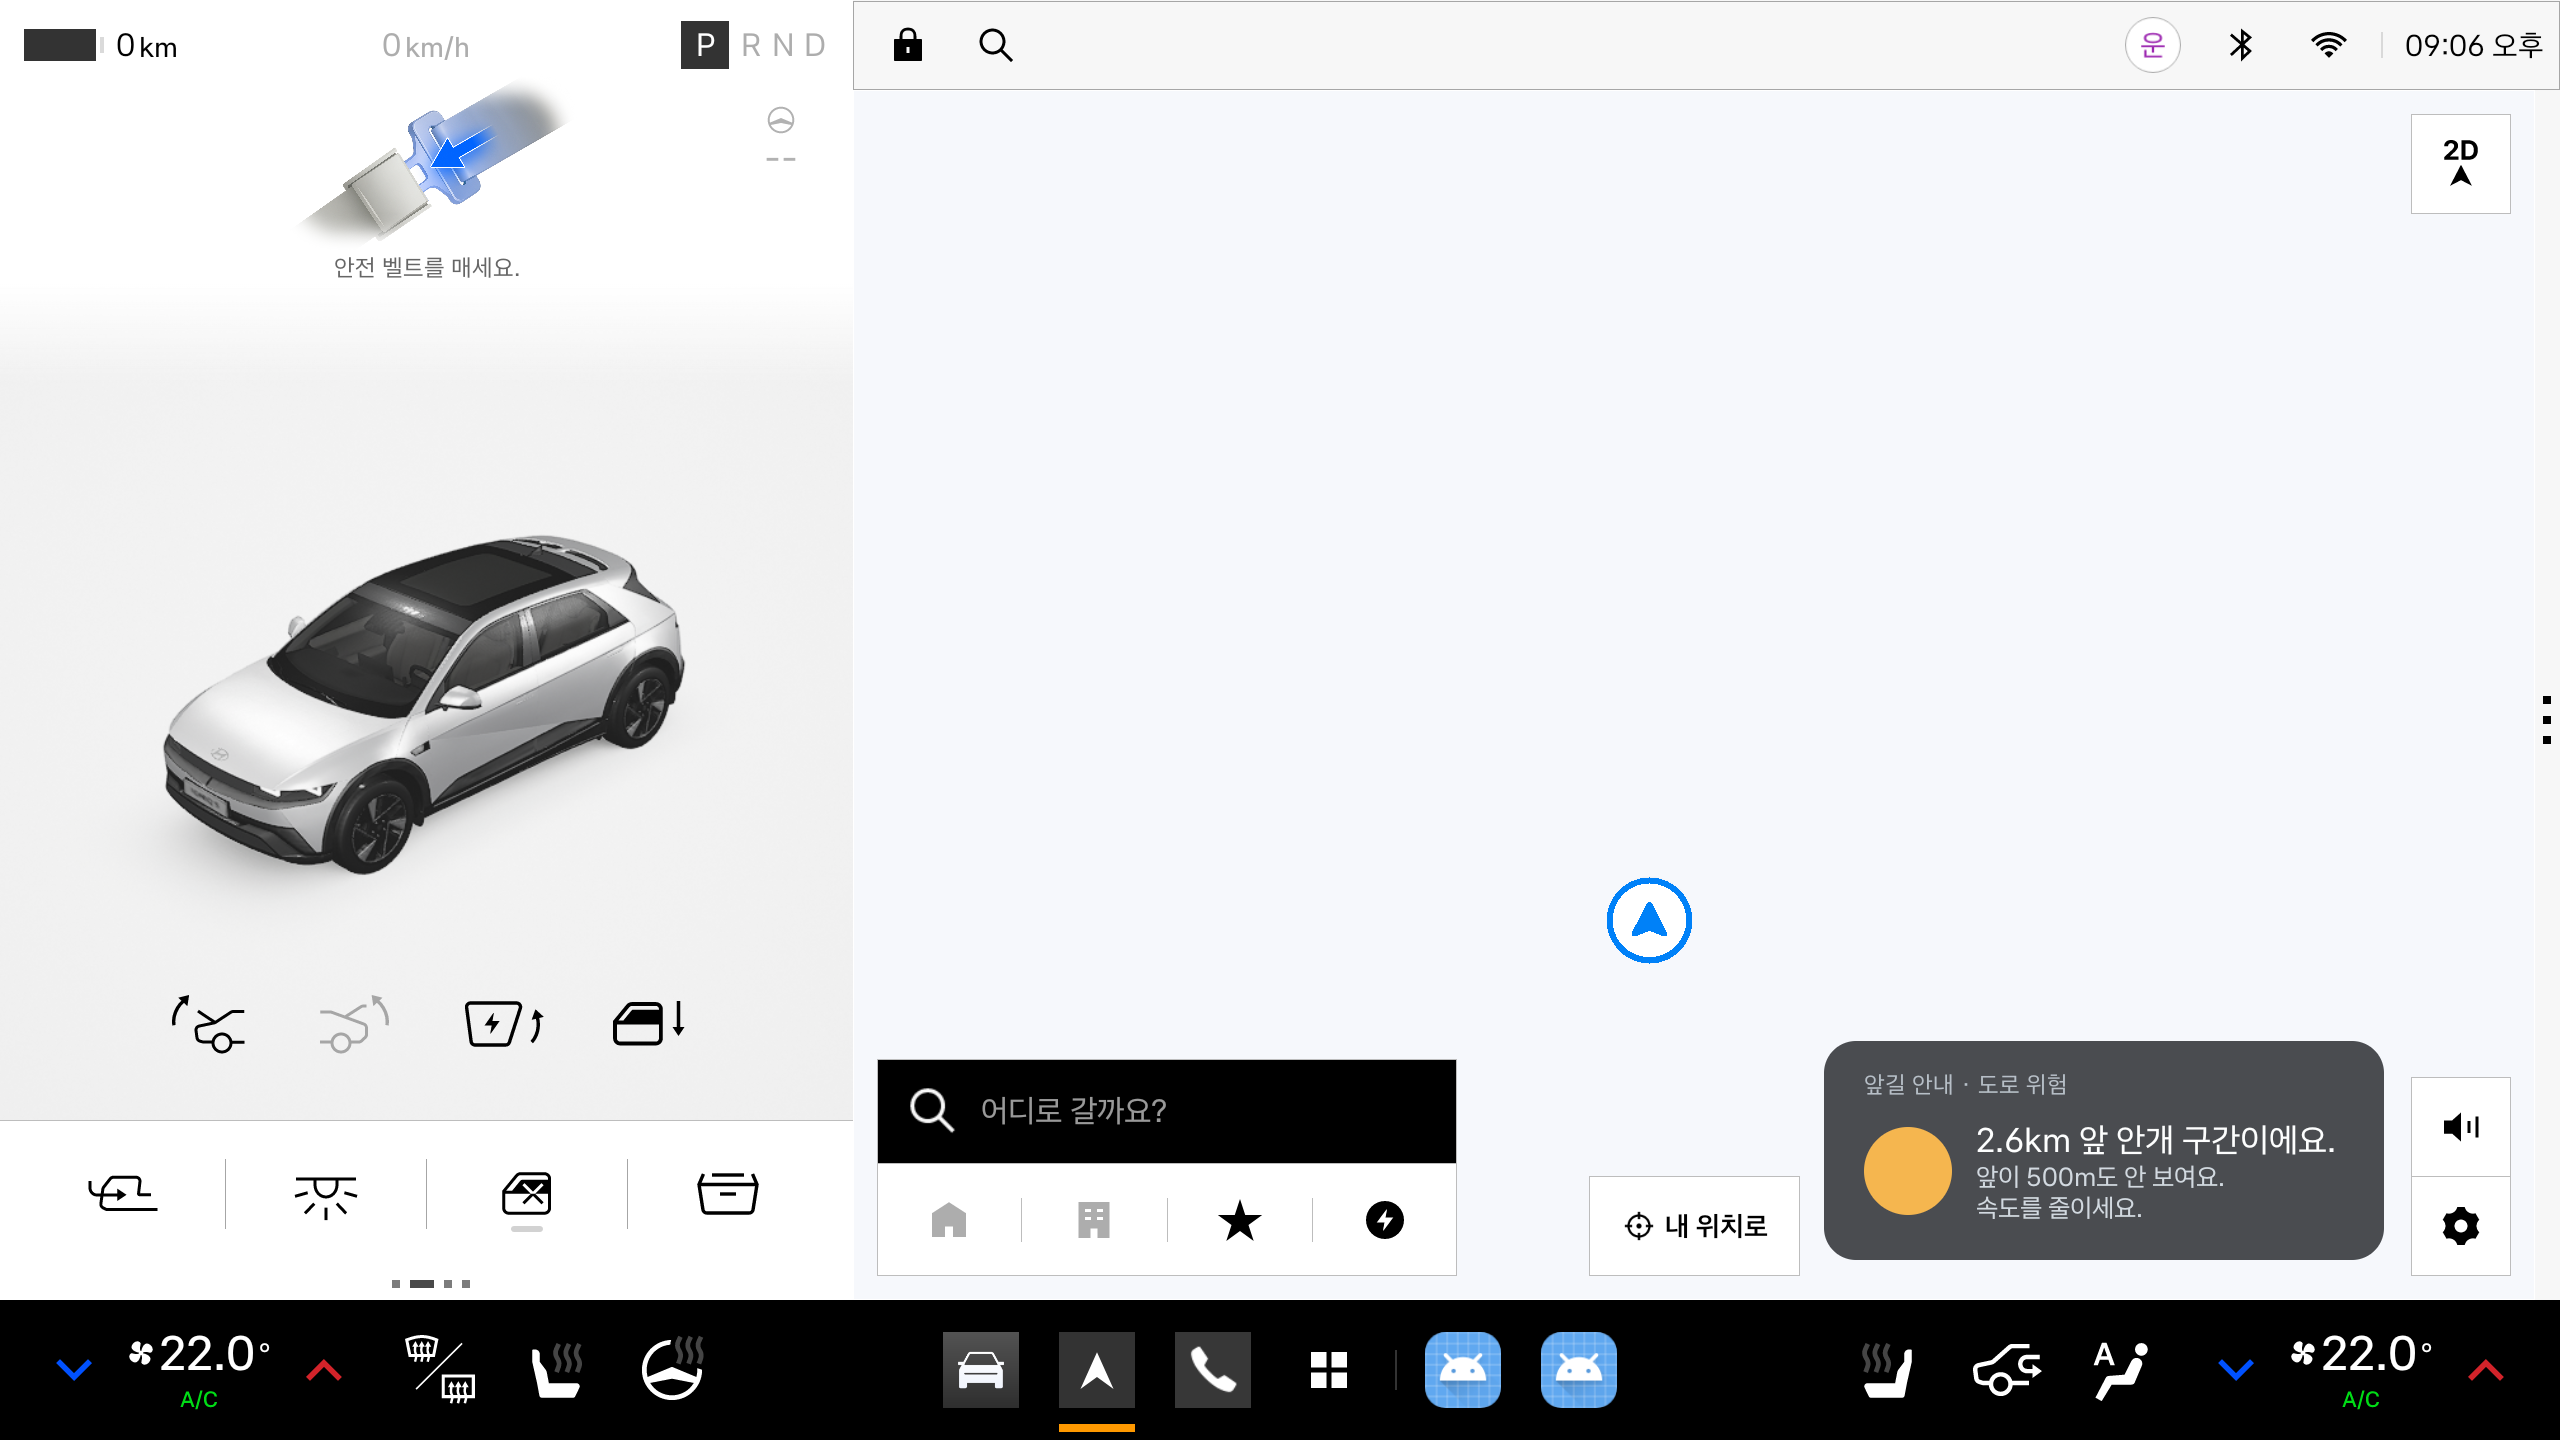 0 km
0 km/h
P R N D
09:06 오후
운
안전 벨트를 매세요.
2D
어디로 갈까요?
내 위치로
앞길 안내 · 도로 위험
2.6km 앞 안개 구간이에요.
앞이 500m도 안 보여요.
속도를 줄이세요.
22.0°
A/C
A
22.0°
A/C